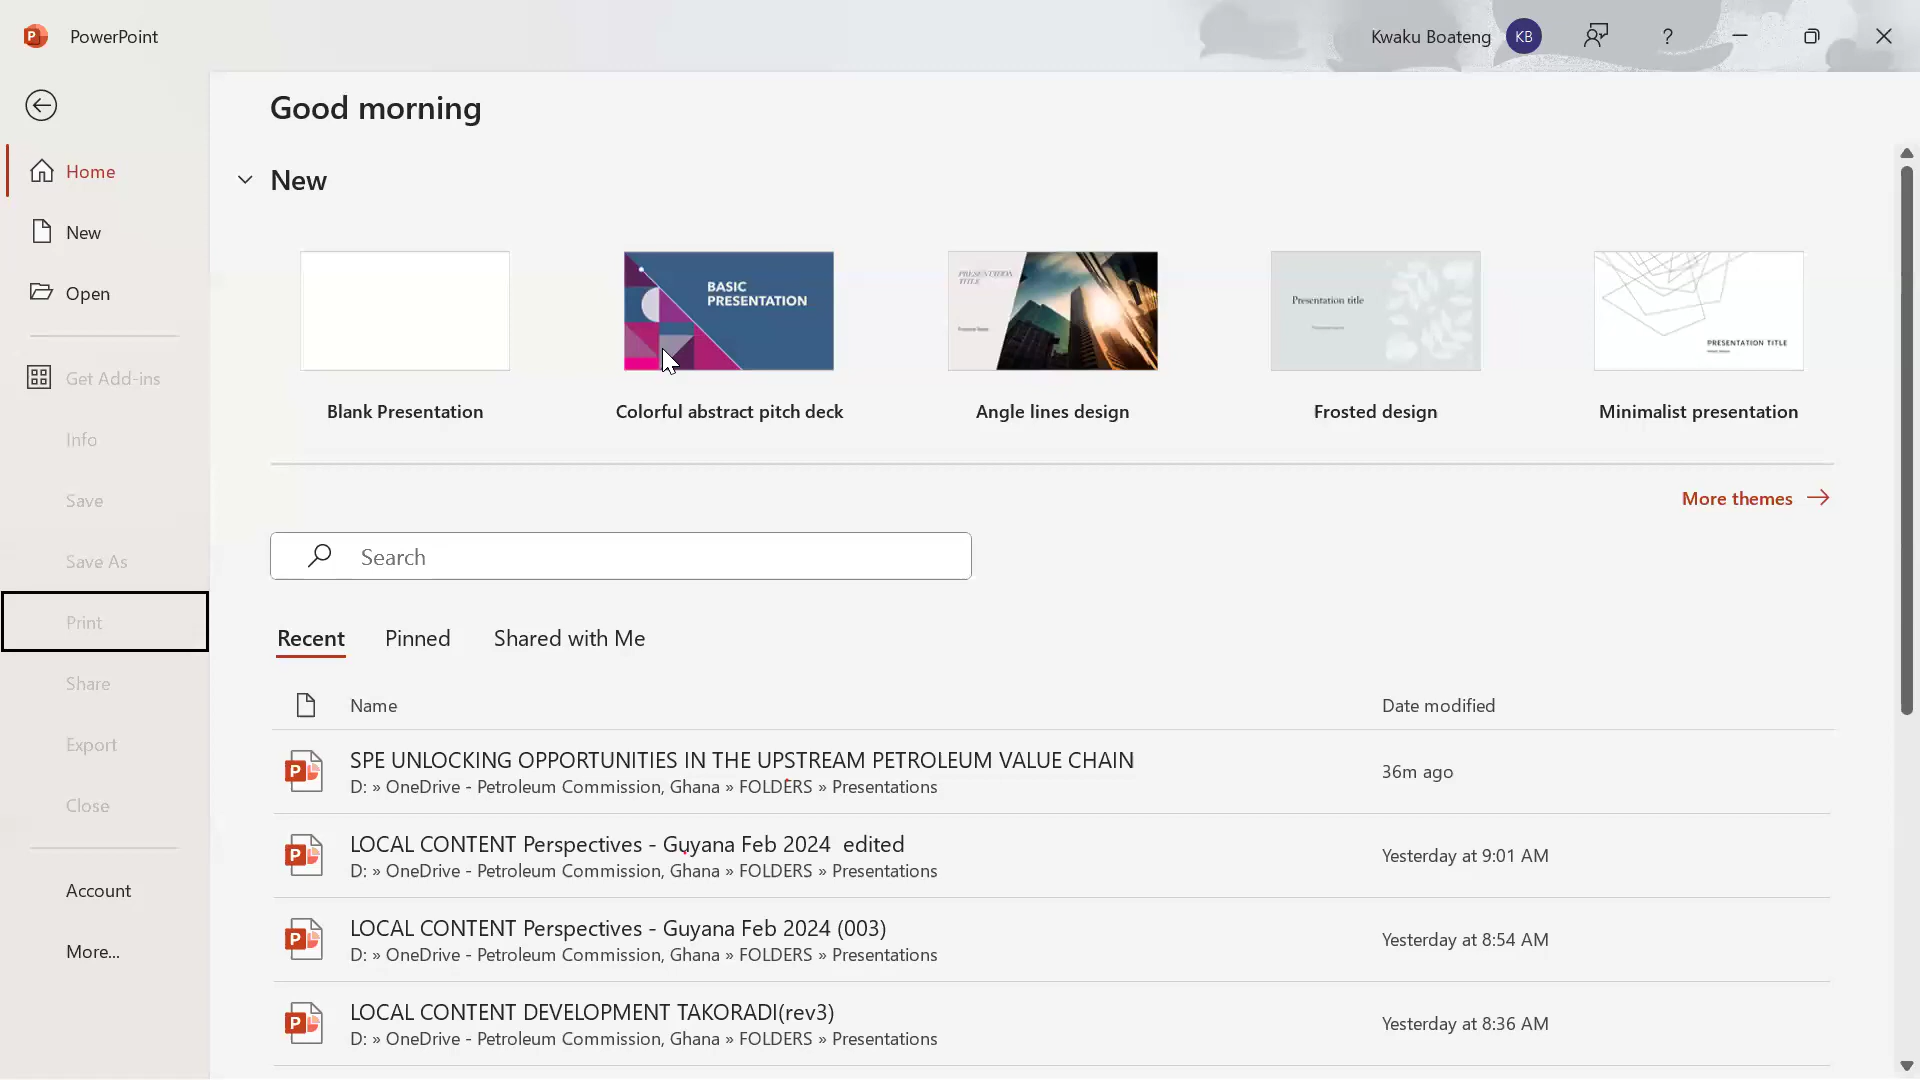 PowerPoint
Kwaku Boateng KB ?
Good morning
New
Home
New
Open
Get Add-ins
Info
Save
Save As
Print
Share
Export
Close
Account
More...
BASIC
PRESENTATION
PRESENTATION
TITLE
Presentation title
PRESENTATION TITLE
Blank Presentation
Colorful abstract pitch deck
Angle lines design
Frosted design
Minimalist presentation
More themes
Search
Recent Pinned Shared with Me
Name Date modified
SPE UNLOCKING OPPORTUNITIES IN THE UPSTREAM PETROLEUM VALUE CHAIN
D: » OneDrive - Petroleum Commission, Ghana » FOLDERS » Presentations
36m ago
LOCAL CONTENT Perspectives - Guyana Feb 2024 edited
D: » OneDrive - Petroleum Commission, Ghana » FOLDERS » Presentations
Yesterday at 9:01 AM
LOCAL CONTENT Perspectives - Guyana Feb 2024 (003)
D: » OneDrive - Petroleum Commission, Ghana » FOLDERS » Presentations
Yesterday at 8:54 AM
LOCAL CONTENT DEVELOPMENT TAKORADI(rev3)
D: » OneDrive - Petroleum Commission, Ghana » FOLDERS » Presentations
Yesterday at 8:36 AM